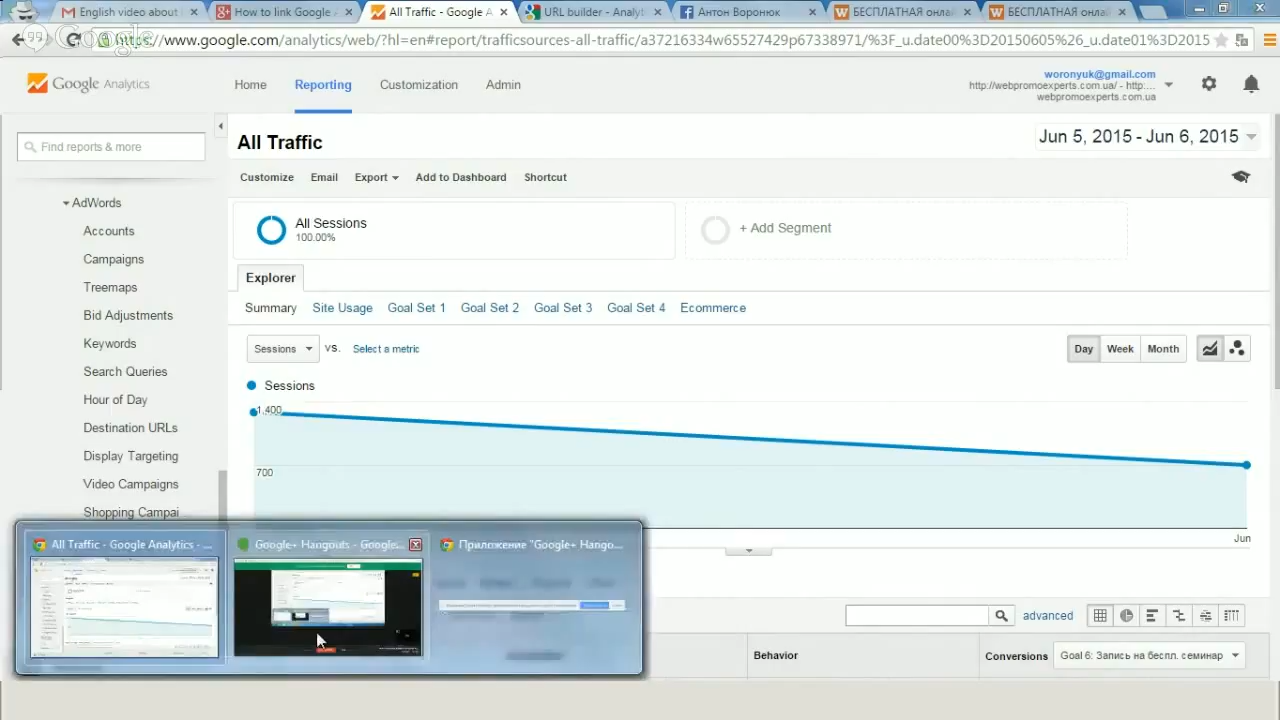 English video about
How to link Google
All Traffic - Google A
URL builder - Analyti
Антон Воронюк
БЕСПЛАТНАЯ онла
БЕСПЛАТНАЯ онла
Google
https://www.google.com/analytics/web/?hl=en#report/trafficsources-all-traffic/a37216334w65527429p67338971/%3F_u.date00%3D20150605%26_u.date01%3D2015
Google Analytics
Home
Reporting
Customization
Admin
woronyuk@gmail.com
http://webpromoexperts.com.ua/ - http:...
webpromoexperts.com.ua
Find reports & more
All Traffic
Jun 5, 2015 - Jun 6, 2015
Customize
Email
Export
Add to Dashboard
Shortcut
AdWords
Accounts
Campaigns
Treemaps
Bid Adjustments
Keywords
Search Queries
Hour of Day
Destination URLs
Display Targeting
Video Campaigns
Shopping Campai
All Sessions
100.00%
+ Add Segment
Explorer
Summary
Site Usage
Goal Set 1
Goal Set 2
Goal Set 3
Goal Set 4
Ecommerce
Sessions
VS.
Select a metric
Day
Week
Month
Sessions
1,400
700
Jun
All Traffic - Google Analytics - ...
Google+ Hangouts - Google...
Приложение "Google+ Hango...
advanced
Behavior
Conversions
Goal 6: Запись на беспл. семинар